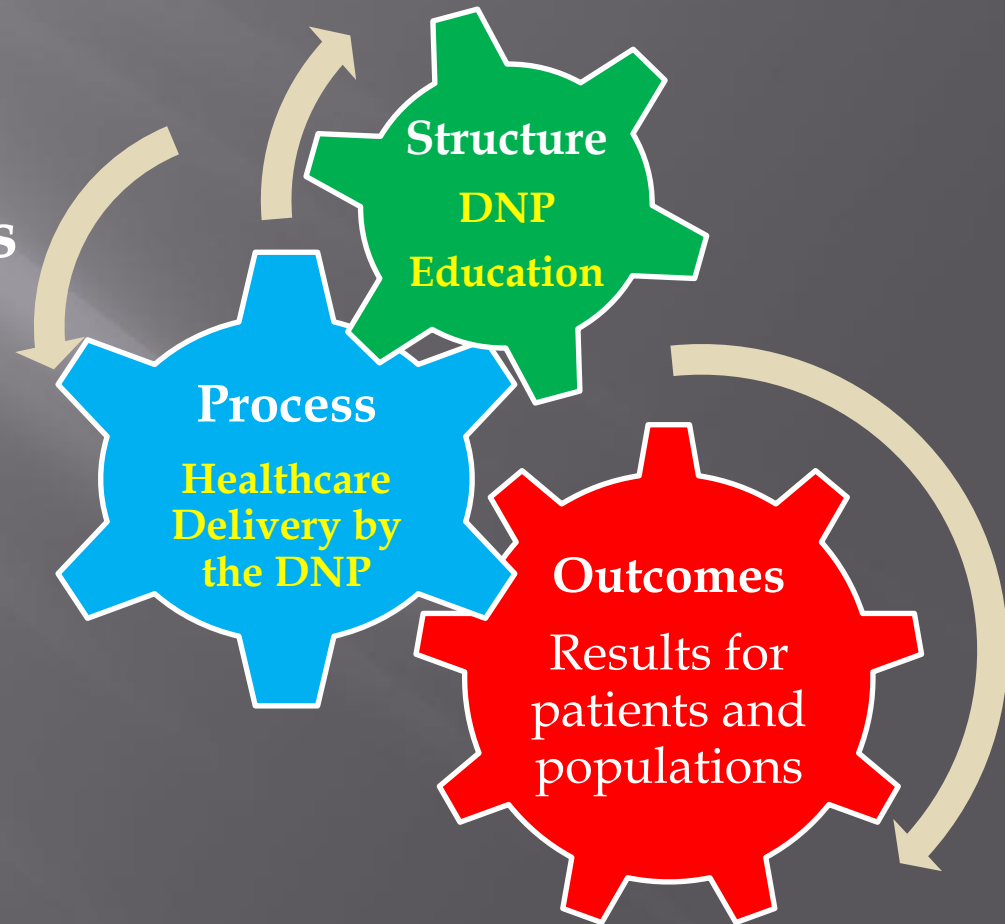 Structure
DNP
Education
s
Process
Healthcare
Delivery by
the DNP
Outcomes
Results for
patients and
populations